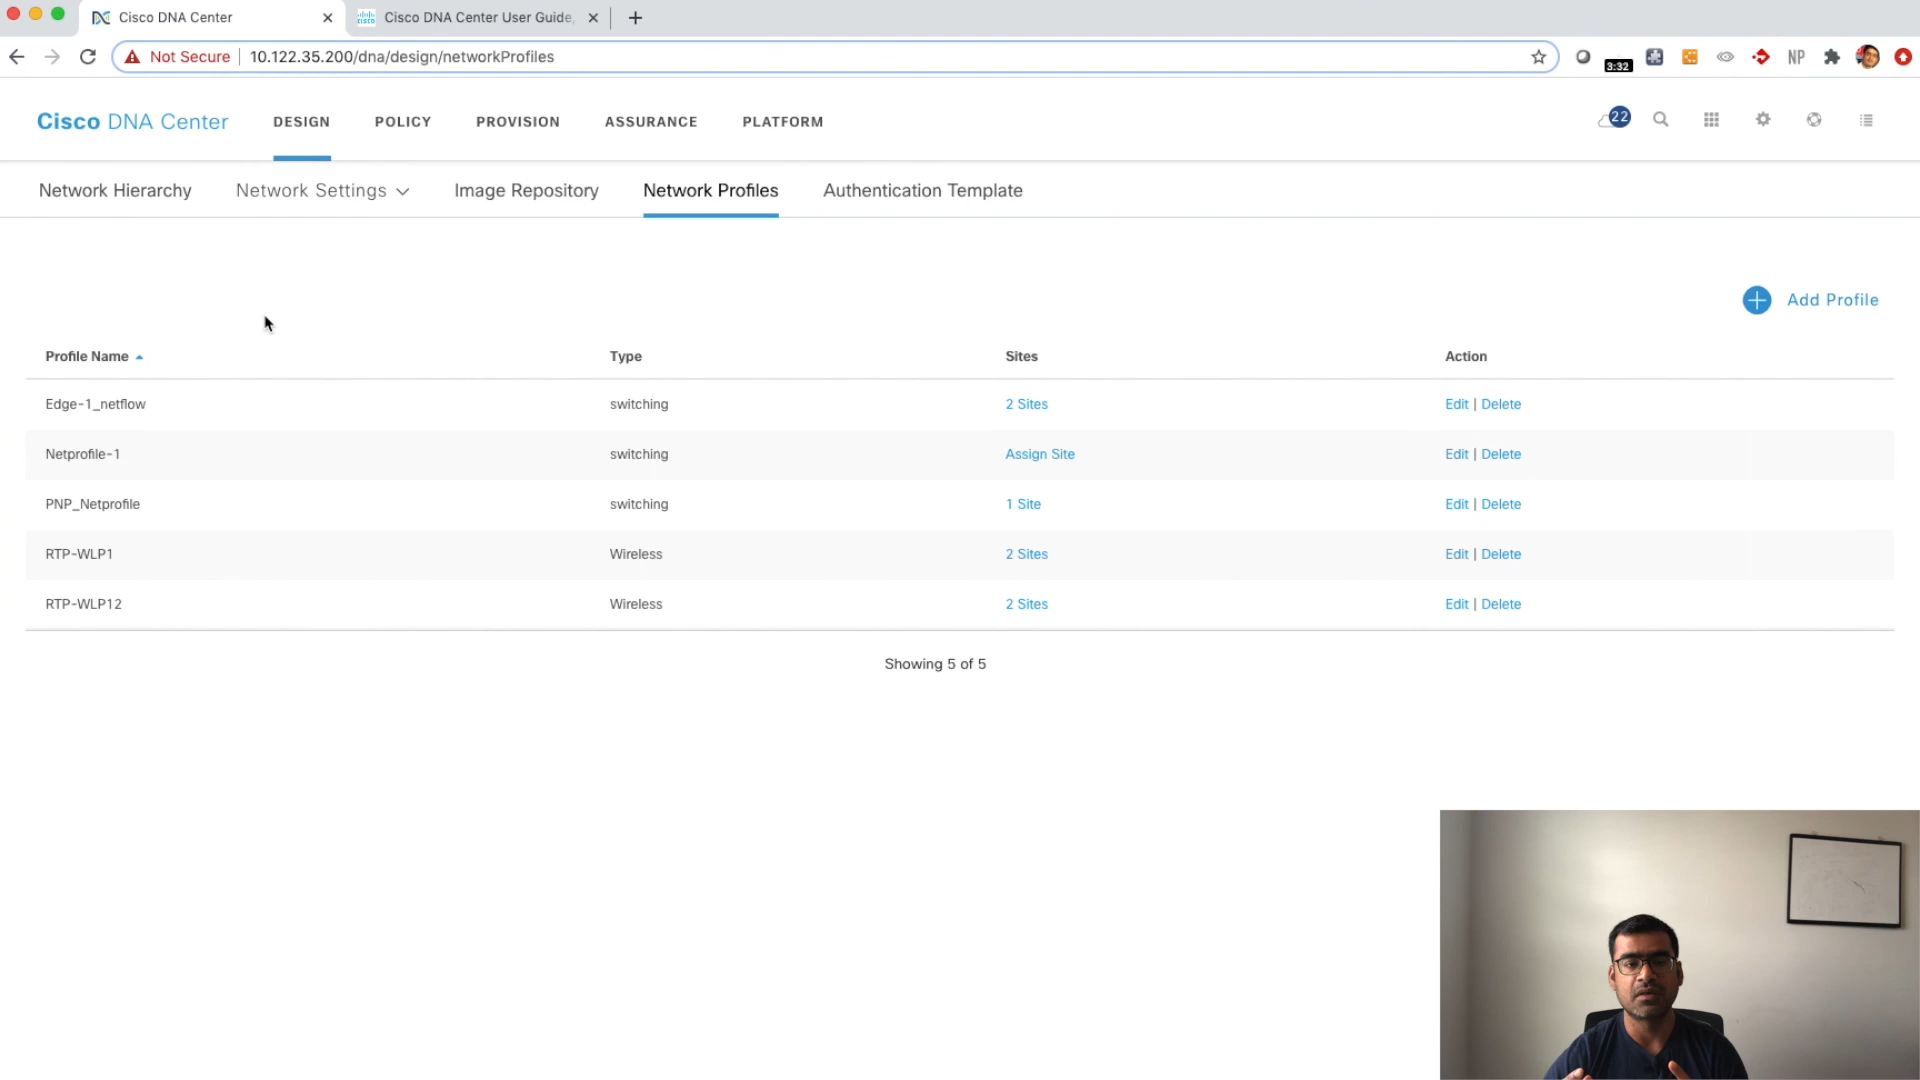 Cisco DNA Center
Cisco DNA Center User Guide,
Not Secure 10.122.35.200/dna/design/networkProfiles
3:32
NP
Cisco DNA Center DESIGN POLICY PROVISION ASSURANCE PLATFORM 22
Network Hierarchy Network Settings Image Repository Network Profiles Authentication Template
Add Profile
Profile Name Type Sites Action
Edge-1_netflow switching 2 Sites Edit | Delete
Netprofile-1 switching Assign Site Edit | Delete
PNP_Netprofile switching 1 Site Edit | Delete
RTP-WLP1 Wireless 2 Sites Edit | Delete
RTP-WLP12 Wireless 2 Sites Edit | Delete
Showing 5 of 5